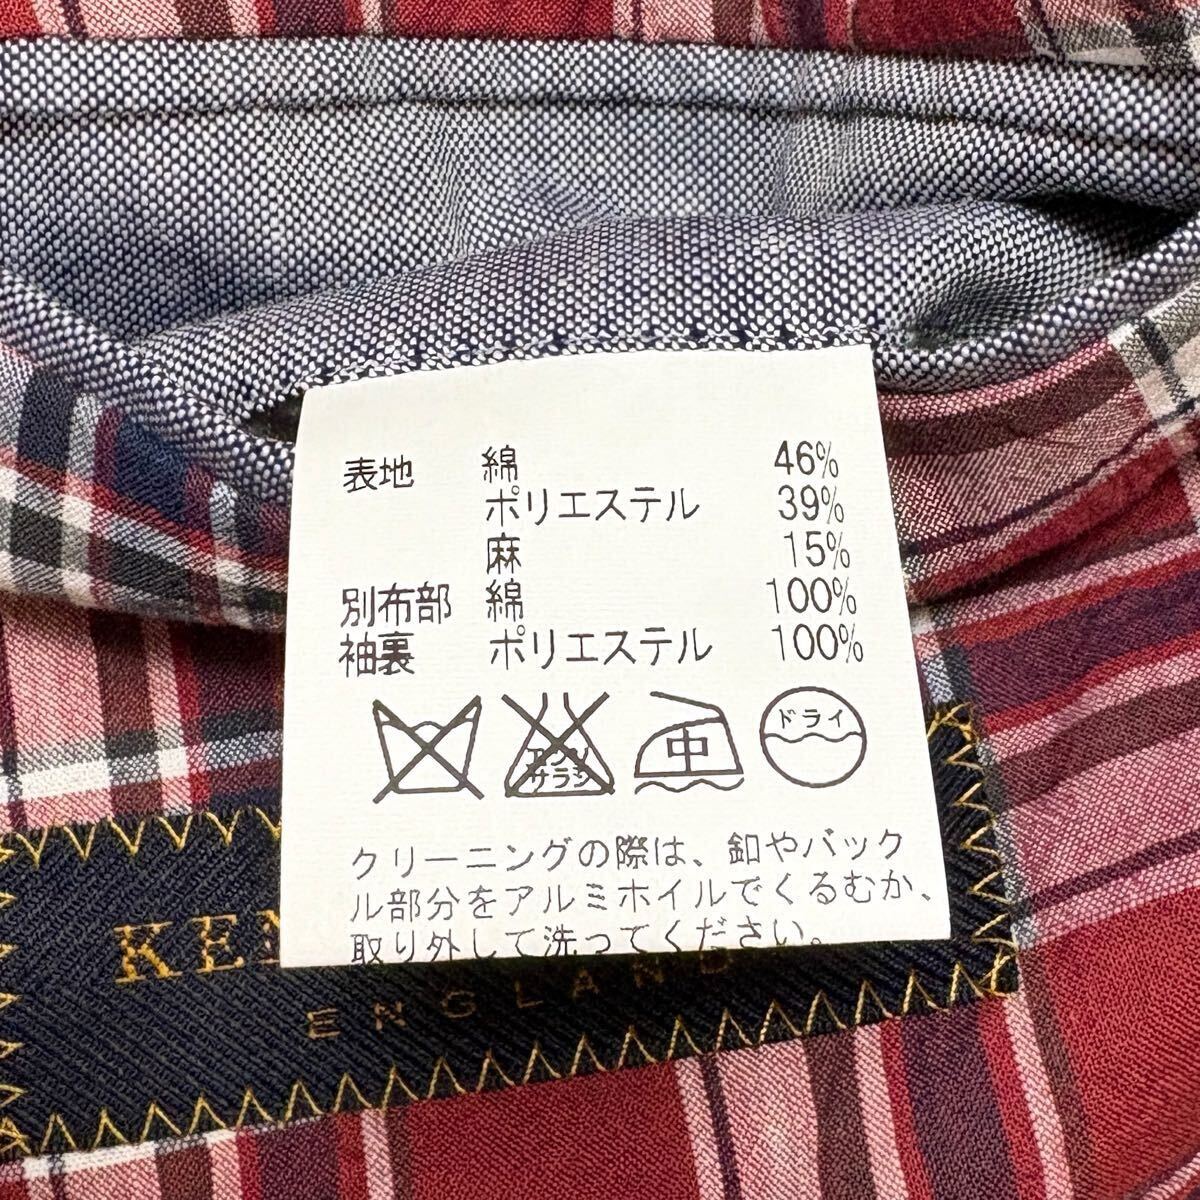 表地 綿 46%
ポリエステル 39%
麻 15%
別布部 綿 100%
袖裏 ポリエステル 100%
エンソ
サラシ
中
ドライ
クリーニングの際は、釦やバック
ル部分をアルミホイルでくるむか、
取り外して洗ってください。
ENGLAND